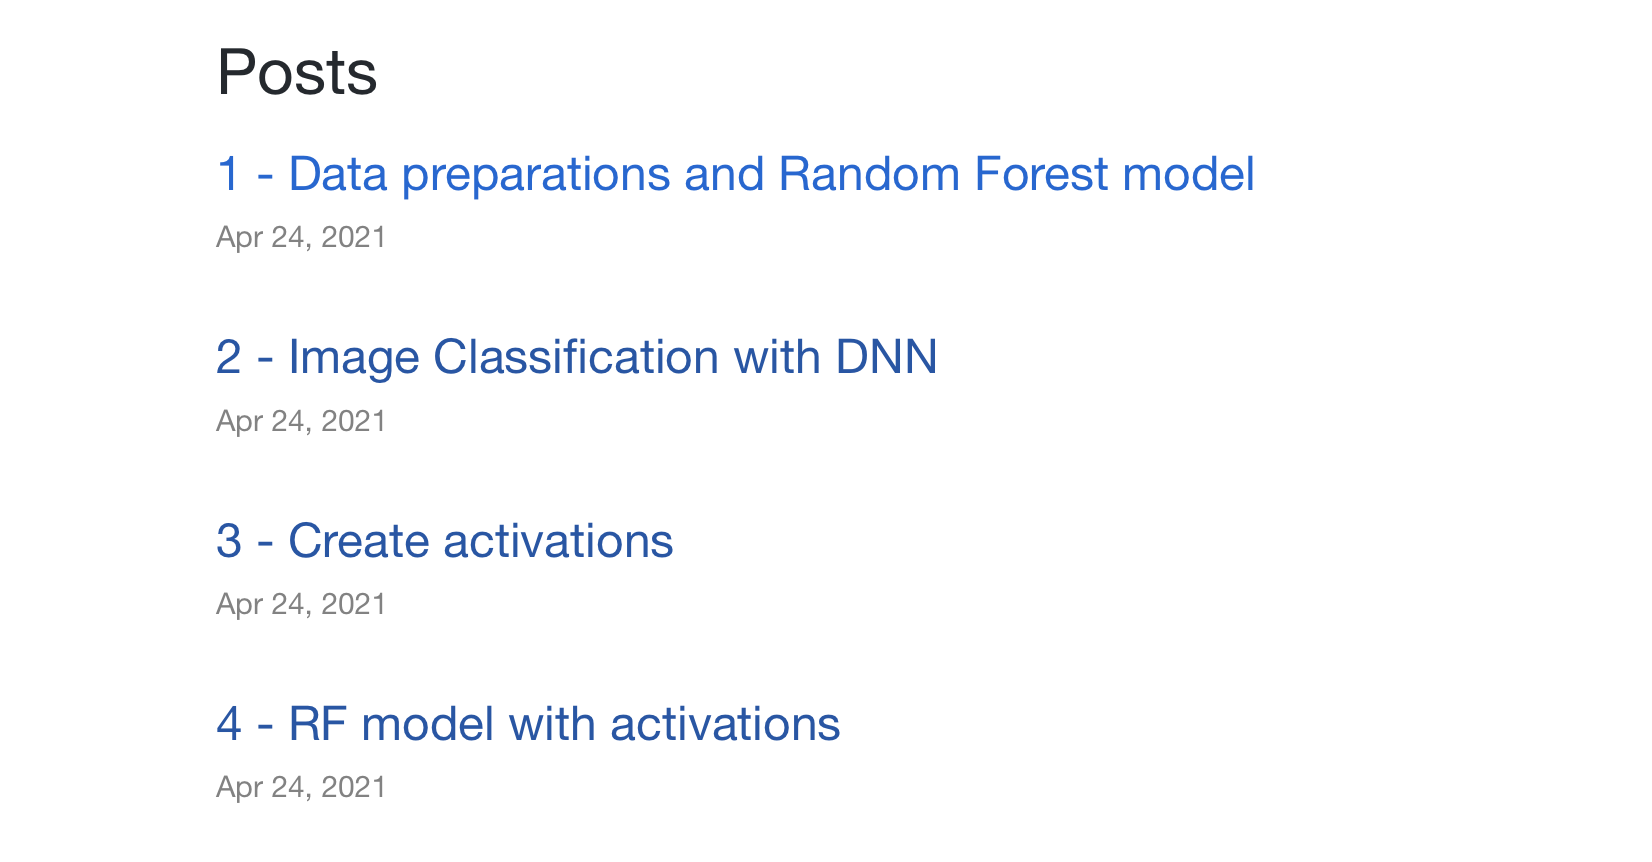 Posts
1 - Data preparations and Random Forest model
Apr 24, 2021
2 - Image Classification with DNN
Apr 24, 2021
3 - Create activations
Apr 24, 2021
4 - RF model with activations
Apr 24, 2021